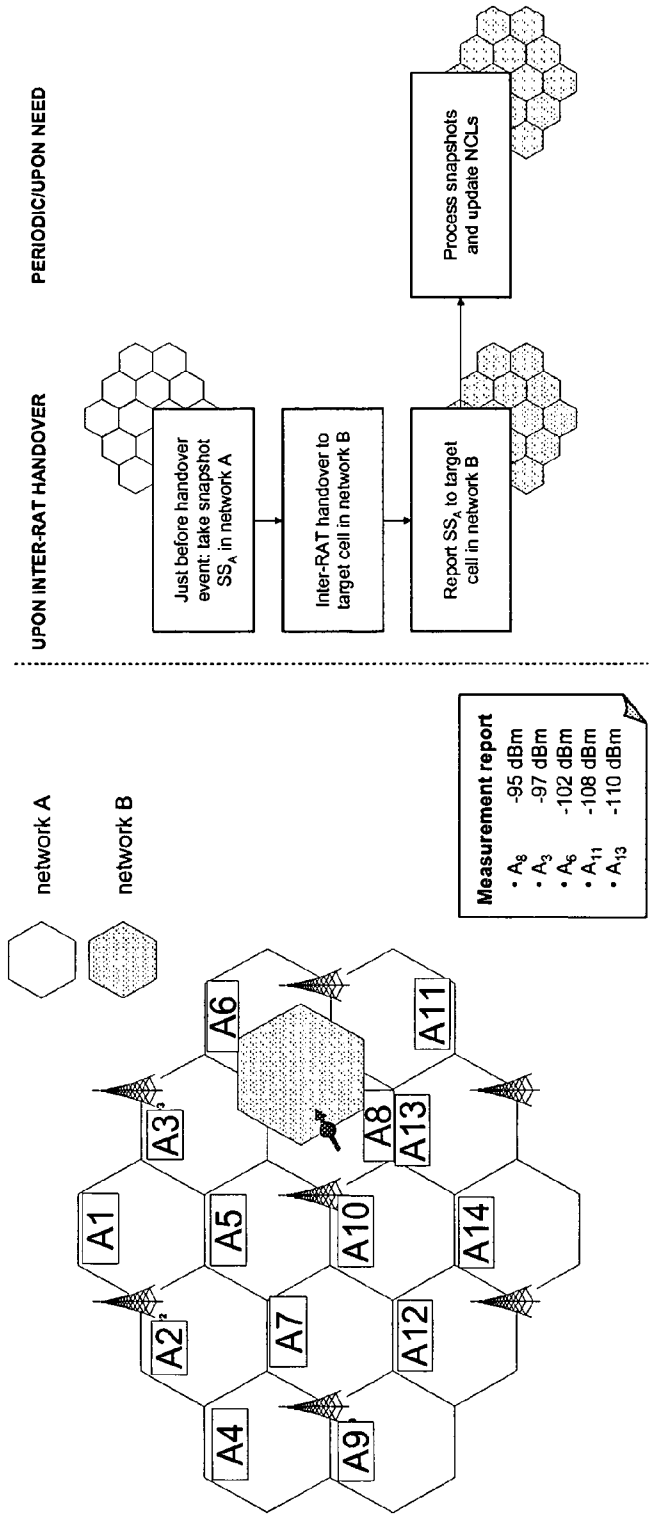 network A
network B
A1
A2
A3
A4
A5
A6
A7
A8
A9
A10
A11
A12
A13
A14
Measurement report
• A8 -95 dBm
• A3 -97 dBm
• A6 -102 dBm
• A11 -108 dBm
• A13 -110 dBm
UPON INTER-RAT HANDOVER
Just before handover
event: take snapshot
SSA in network A
Inter-RAT handover to
target cell in network B
Report SSA to target
cell in network B
PERIODIC/UPON NEED
Process snapshots
and update NCLs